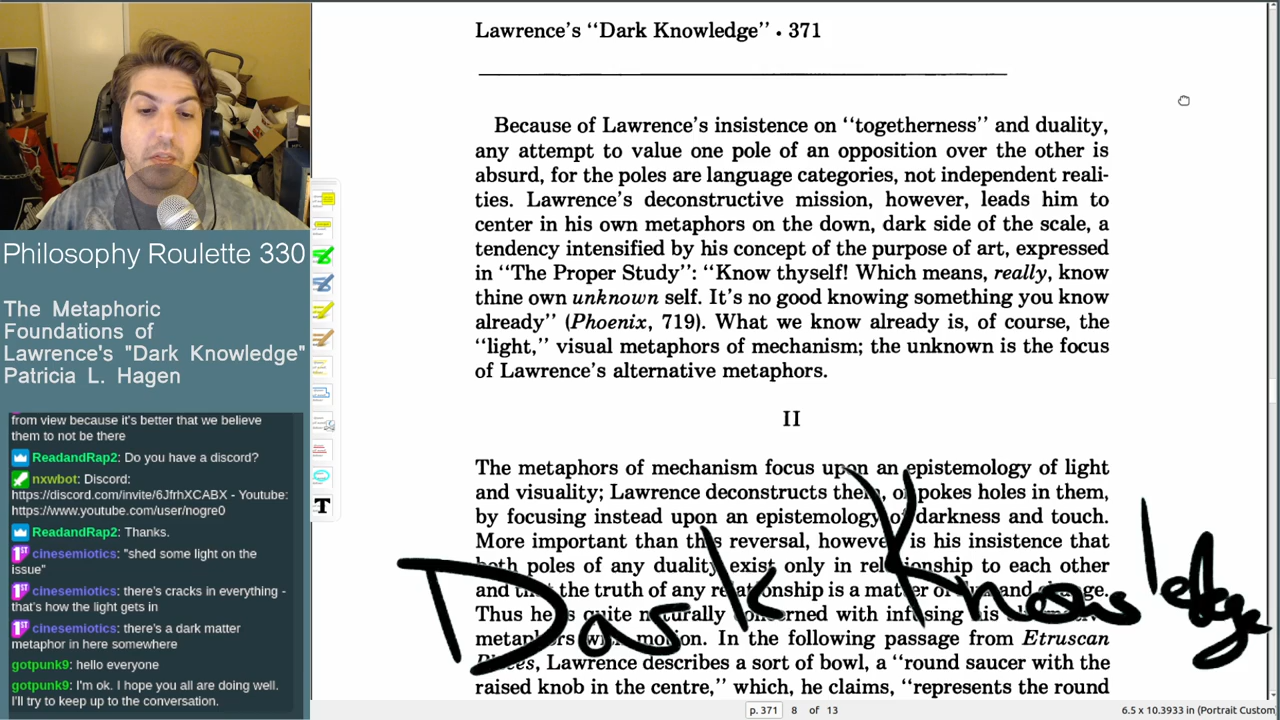 Lawrence's "Dark Knowledge" • 371
Because of Lawrence's insistence on "togetherness" and duality,
any attempt to value one pole of an opposition over the other is
absurd, for the poles are language categories, not independent reali-
ties. Lawrence's deconstructive mission, however, leads him to
center in his own metaphors on the down, dark side of the scale, a
tendency intensified by his concept of the purpose of art, expressed
in "The Proper Study": "Know thyself! Which means, really, know
thine own unknown self. It's no good knowing something you know
already" (Phoenix, 719). What we know already is, of course, the
"light," visual metaphors of mechanism; the unknown is the focus
of Lawrence's alternative metaphors.
II
The metaphors of mechanism focus upon an epistemology of light
and visuality; Lawrence deconstructs them, or pokes holes in them,
by focusing instead upon an epistemology of darkness and touch.
More important than this reversal, however is his insistence that
both poles of any duality exist only in relationship to each other
and that the truth of any relationship is a matter of and change.
Thus he is quite naturally concerned with infusing his
metaphors with motion. In the following passage from Etruscan
Places, Lawrence describes a sort of bowl, a "round saucer with the
raised knob in the centre," which, he claims, "represents the round
Dark Knowledge
Philosophy Roulette 330
The Metaphoric
Foundations of
Lawrence's "Dark Knowledge"
Patricia L. Hagen
from view because it's better that we believe
them to not be there
ReadandRap2: Do you have a discord?
nxwbot: Discord:
https://discord.com/invite/6JfrhXCABX - Youtube:
https://www.youtube.com/user/nogre0
ReadandRap2: Thanks.
cinesemiotics: "shed some light on the
issue"
cinesemiotics: there's cracks in everything -
that's how the light gets in
cinesemiotics: there's a dark matter
metaphor in here somewhere
gotpunk9: hello everyone
gotpunk9: I'm ok. I hope you all are doing well.
I'll try to keep up to the conversation.
T
p. 371 8 of 13
6.5 x 10.3933 in (Portrait Custom